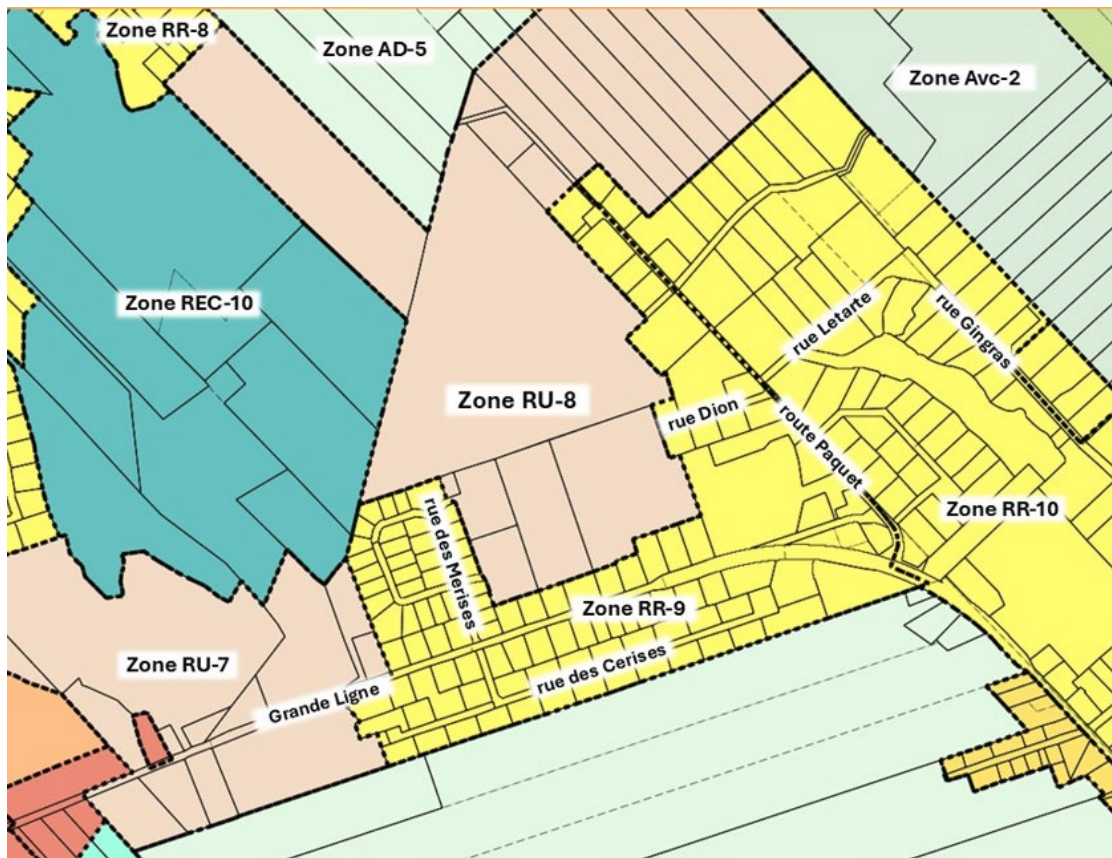 Zone RR-8
Zone AD-5
Zone Avc-2
Zone REC-10
rue Letarte
rue Gingras
Zone RU-8
rue Dion
route Paquet
rue des Merises
Zone RR-10
Zone RR-9
Zone RU-7
rue des Cerises
Grande Ligne